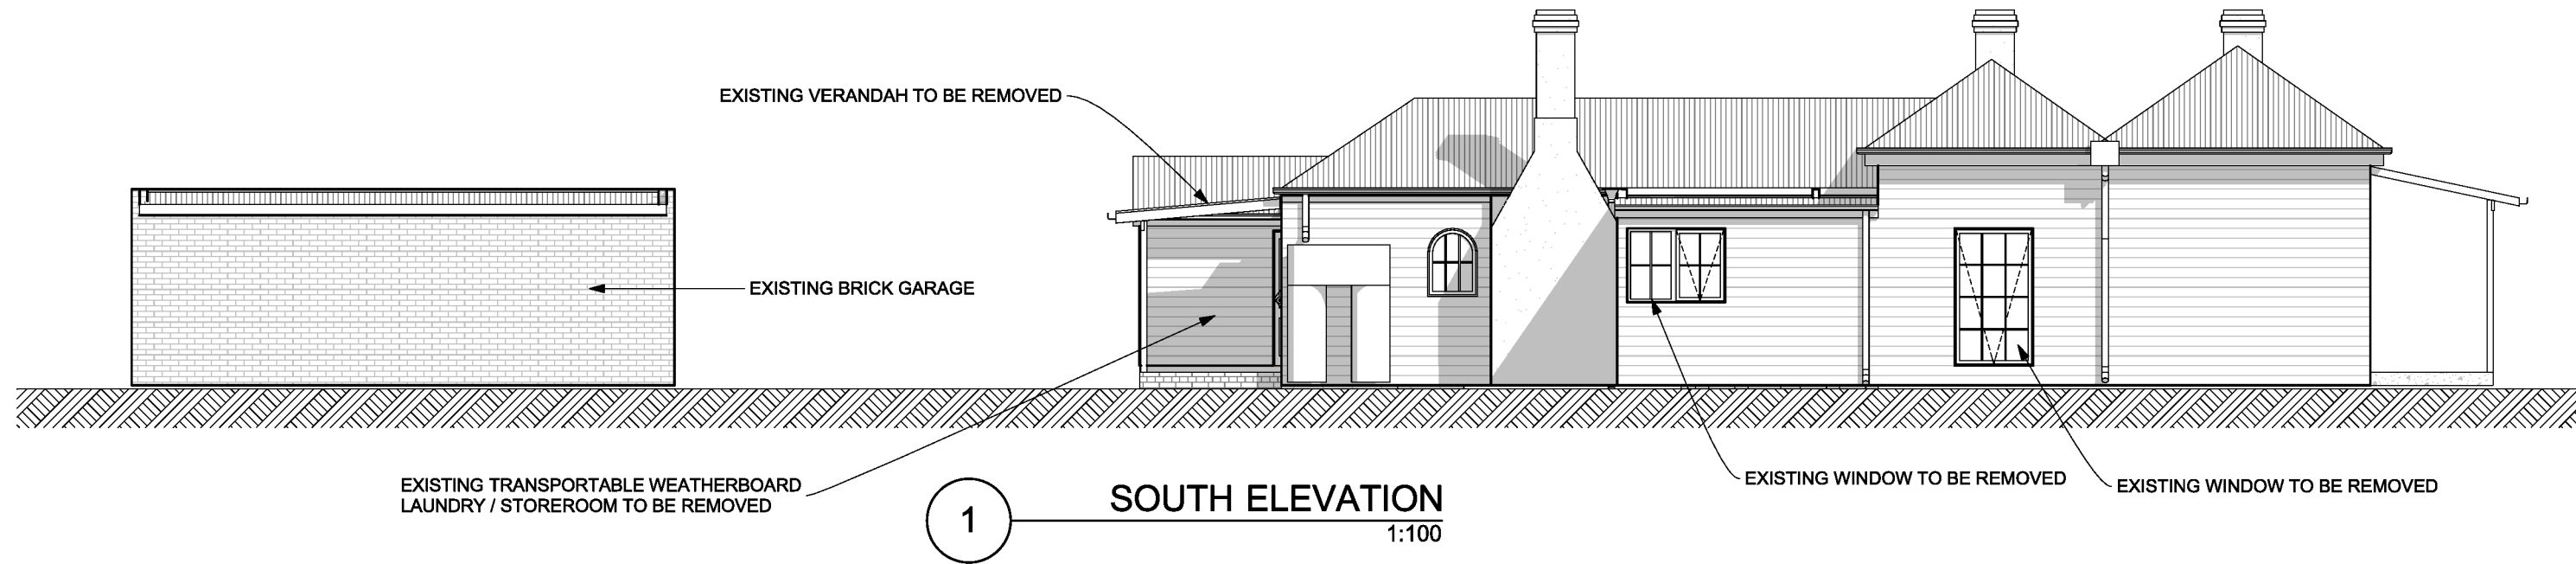 EXISTING VERANDAH TO BE REMOVED
EXISTING BRICK GARAGE
EXISTING TRANSPORTABLE WEATHERBOARD
LAUNDRY / STOREROOM TO BE REMOVED
EXISTING WINDOW TO BE REMOVED
EXISTING WINDOW TO BE REMOVED
1
SOUTH ELEVATION
1:100